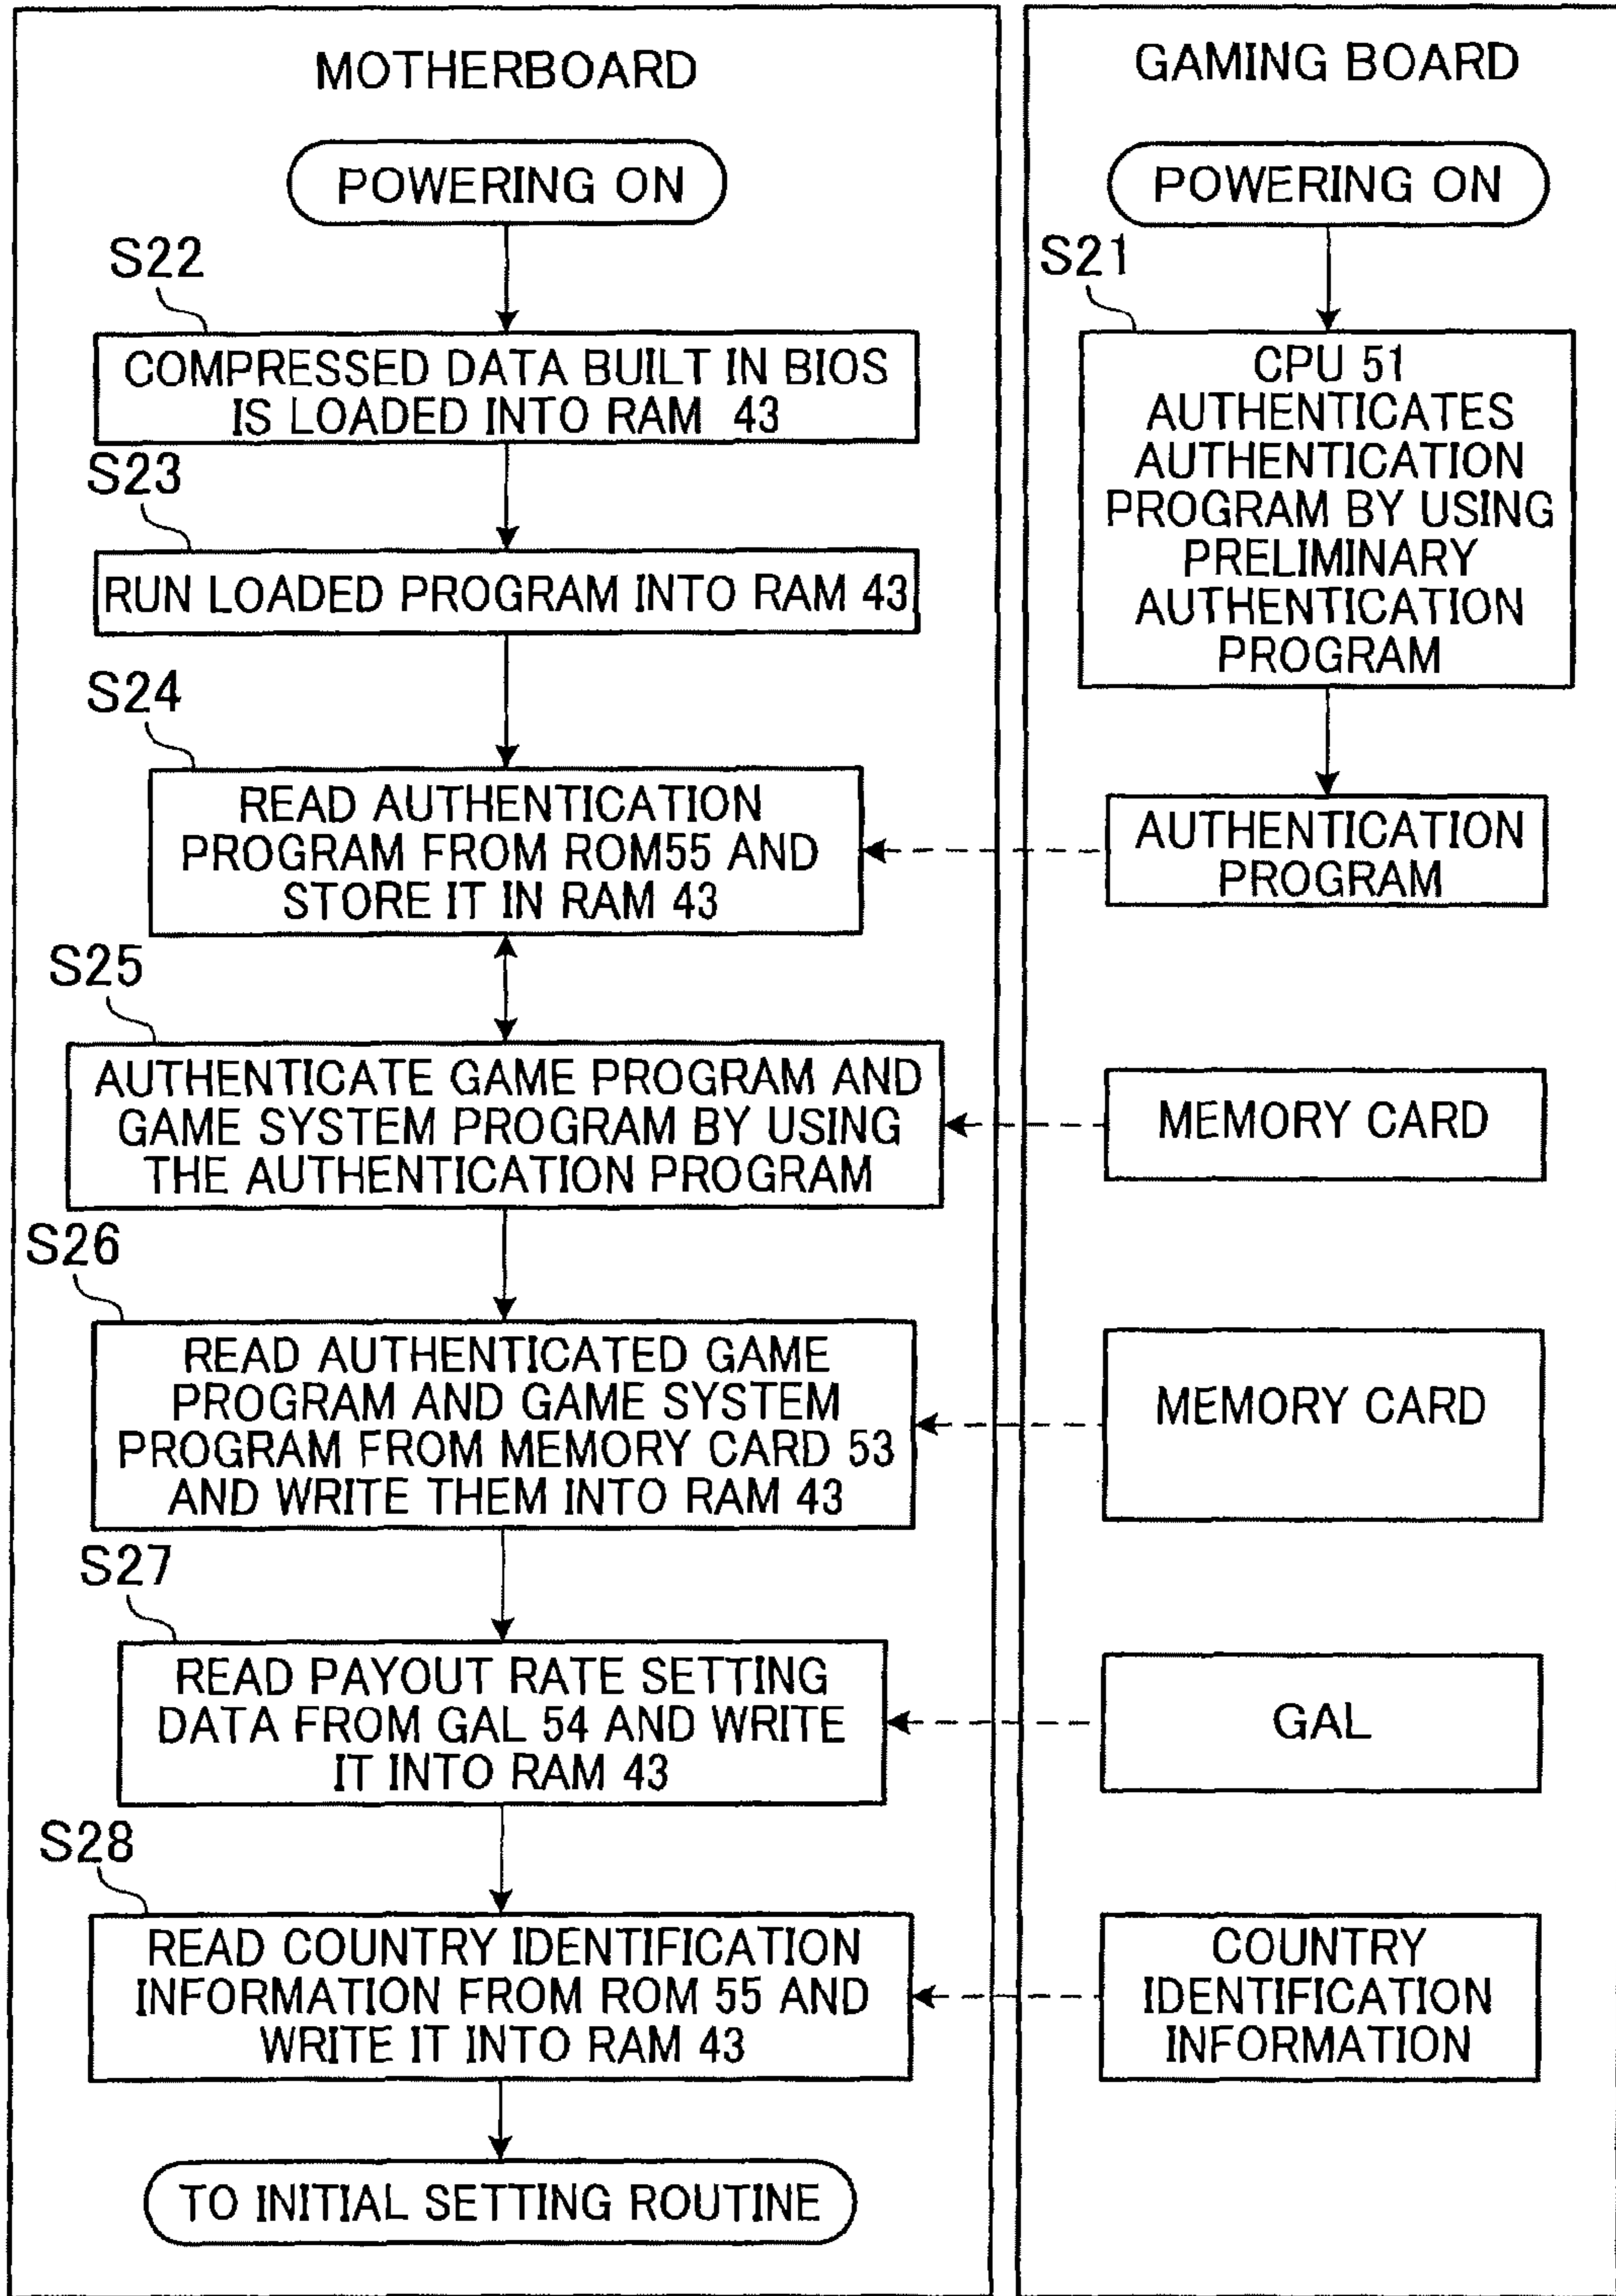 MOTHERBOARD
POWERING ON
S22
COMPRESSED DATA BUILT IN BIOS
IS LOADED INTO RAM 43
S23
RUN LOADED PROGRAM INTO RAM 43
S24
READ AUTHENTICATION
PROGRAM FROM ROM55 AND
STORE IT IN RAM 43
S25
AUTHENTICATE GAME PROGRAM AND
GAME SYSTEM PROGRAM BY USING
THE AUTHENTICATION PROGRAM
S26
READ AUTHENTICATED GAME
PROGRAM AND GAME SYSTEM
PROGRAM FROM MEMORY CARD 53
AND WRITE THEM INTO RAM 43
S27
READ PAYOUT RATE SETTING
DATA FROM GAL 54 AND WRITE
IT INTO RAM 43
S28
READ COUNTRY IDENTIFICATION
INFORMATION FROM ROM 55 AND
WRITE IT INTO RAM 43
TO INITIAL SETTING ROUTINE
GAMING BOARD
POWERING ON
S21
CPU 51
AUTHENTICATES
AUTHENTICATION
PROGRAM BY USING
PRELIMINARY
AUTHENTICATION
PROGRAM
AUTHENTICATION
PROGRAM
MEMORY CARD
MEMORY CARD
GAL
COUNTRY
IDENTIFICATION
INFORMATION